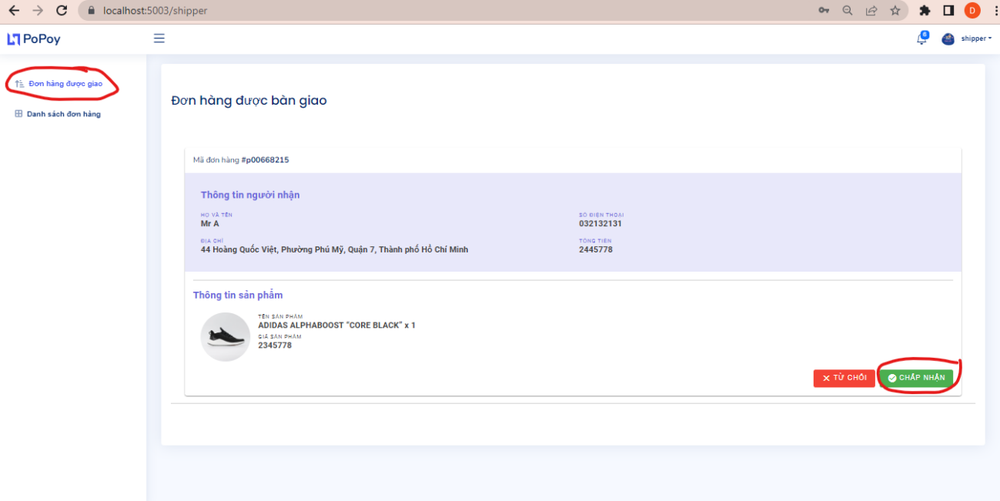 localhost:5003/shipper
D
PoPoy
6
shipper
Đơn hàng được giao
Danh sách đơn hàng
Đơn hàng được bàn giao
Mã đơn hàng #p00668215
Thông tin người nhận
HỌ VÀ TÊN
Mr A
SỐ ĐIỆN THOẠI
032132131
ĐỊA CHỈ
44 Hoàng Quốc Việt, Phường Phú Mỹ, Quận 7, Thành phố Hồ Chí Minh
TỔNG TIỀN
2445778
Thông tin sản phẩm
TÊN SẢN PHẨM
ADIDAS ALPHABOOST “CORE BLACK” x 1
GIÁ SẢN PHẨM
2345778
TỪ CHỐI
CHẤP NHẬN